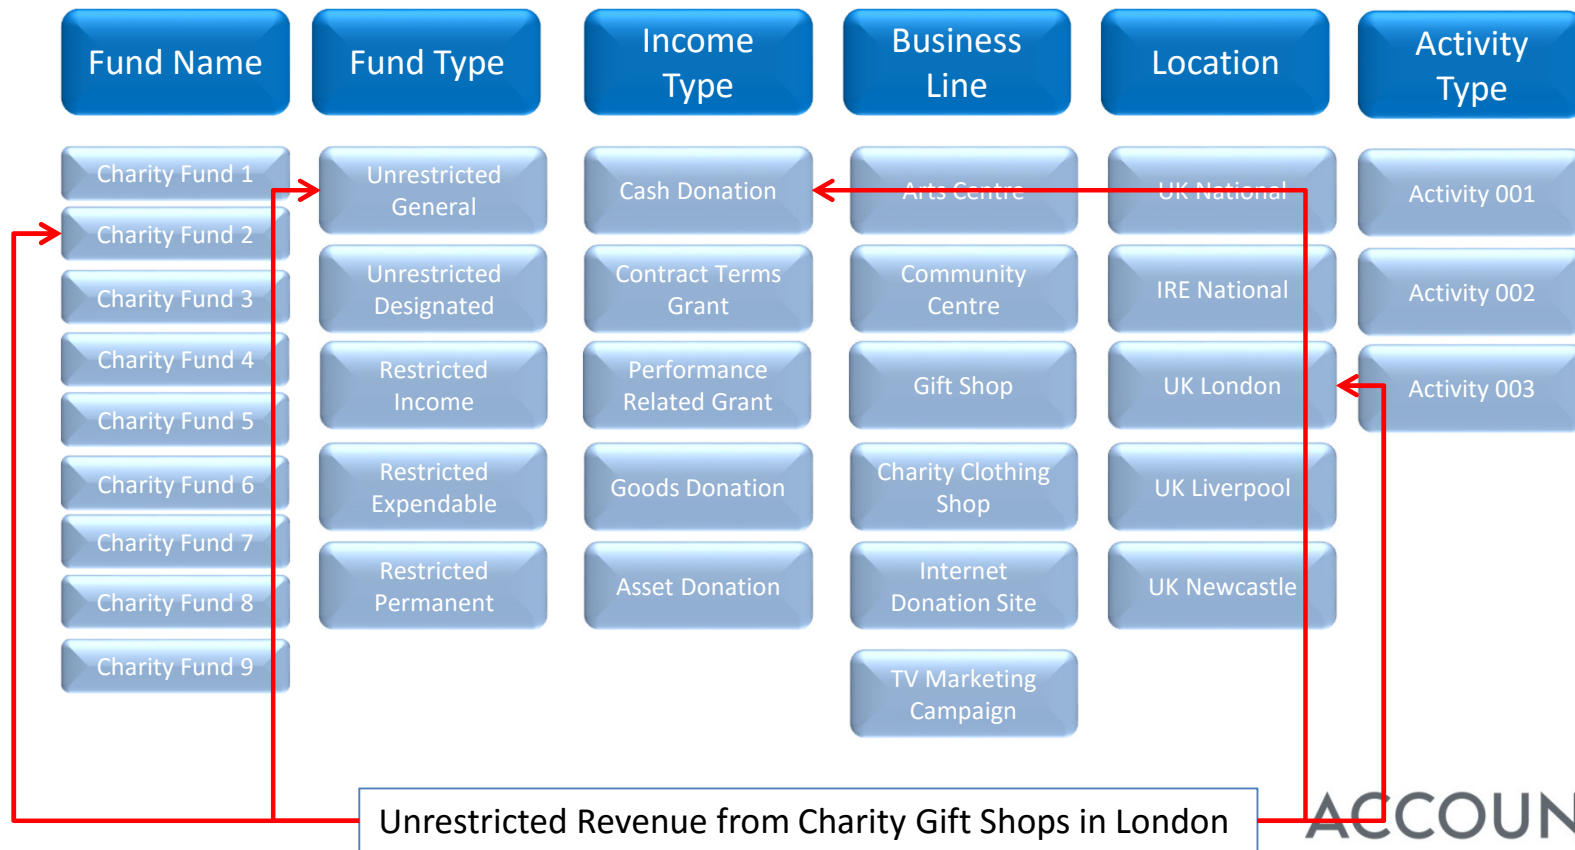 Fund Name
Fund Type
Income
Type
Business
Line
Location
Activity
Type
Charity Fund 1
Charity Fund 2
Charity Fund 3
Charity Fund 4
Charity Fund 5
Charity Fund 6
Charity Fund 7
Charity Fund 8
Charity Fund 9
Unrestricted
General
Unrestricted
Designated
Restricted
Income
Restricted
Expendable
Restricted
Permanent
Cash Donation
Contract Terms
Grant
Performance
Related Grant
Goods Donation
Asset Donation
Arts Centre
Community
Centre
Gift Shop
Charity Clothing
Shop
Internet
Donation Site
TV Marketing
Campaign
UK National
IRE National
UK London
UK Liverpool
UK Newcastle
Activity 001
Activity 002
Activity 003
Unrestricted Revenue from Charity Gift Shops in London
ACCOUN